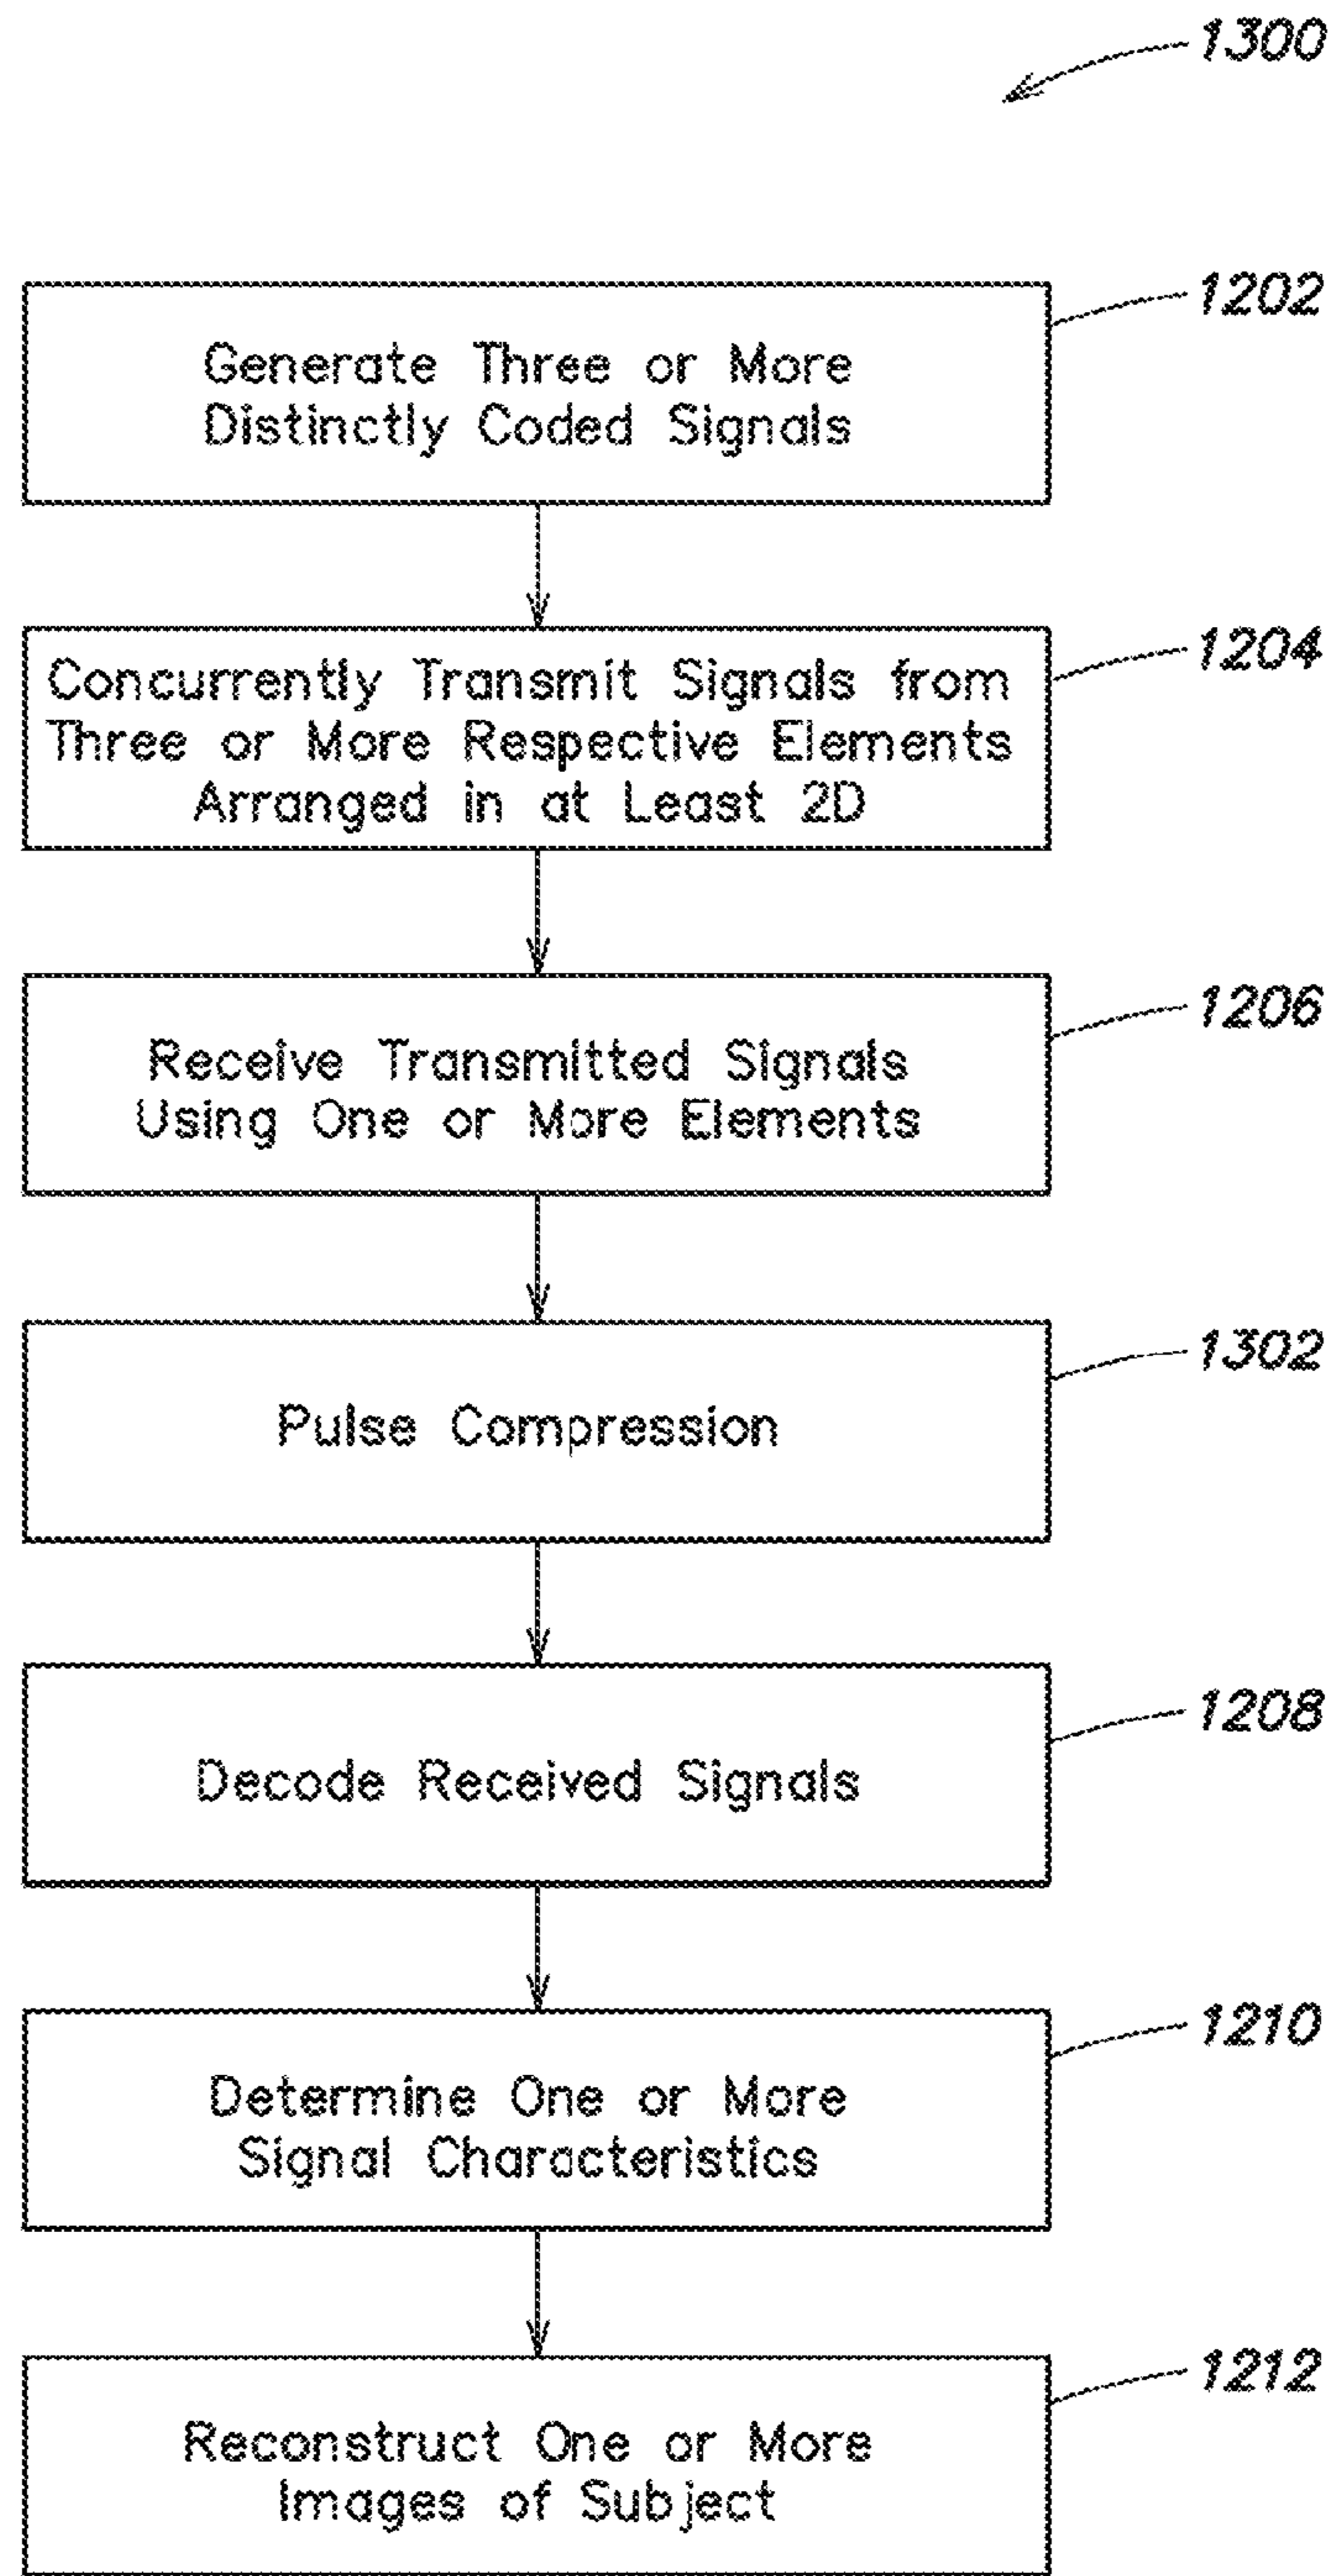 1300
1202
Generate Three or More
Distinctly Coded Signals
1204
Concurrently Transmit Signals from
Three or More Respective Elements
Arranged in at Least 2D
1206
Receive Transmitted Signals
Using One or More Elements
1302
Pulse Compression
1208
Decode Received Signals
1210
Determine One or More
Signal Characteristics
1212
Reconstruct One or More
Images of Subject